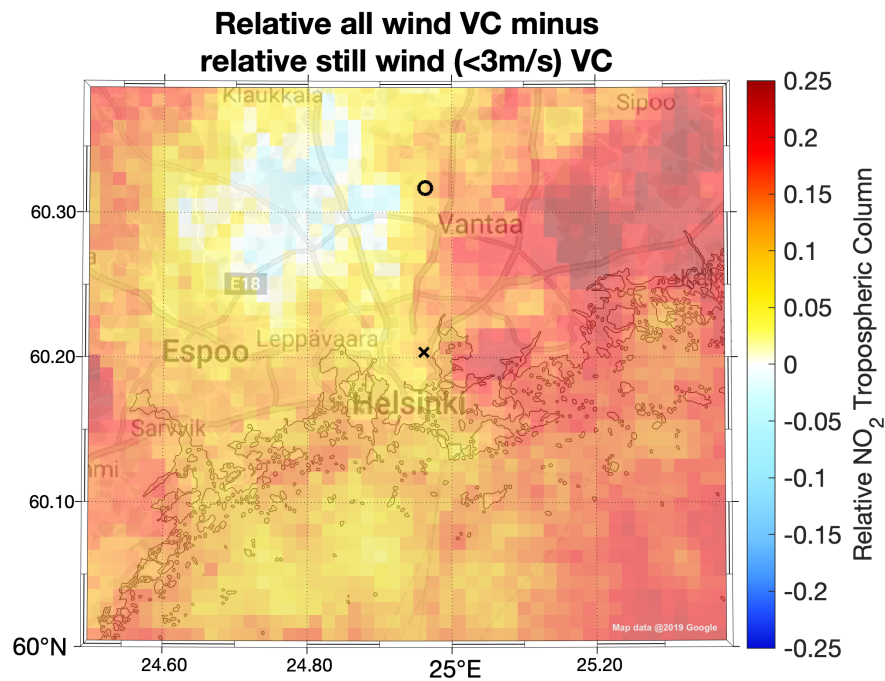 Relative all wind VC minus
relative still wind (<3m/s) VC
Klaukkala
Sipoo
Vantaa
E18
Leppävaara
Espoo
Helsinki
Map data @2019 Google
60.30
60.20
60.10
60°N
24.60
24.80
25°E
25.20
0.25
0.2
0.15
0.1
0.05
0
-0.05
-0.1
-0.15
-0.2
-0.25
Relative NO2 Tropospheric Column